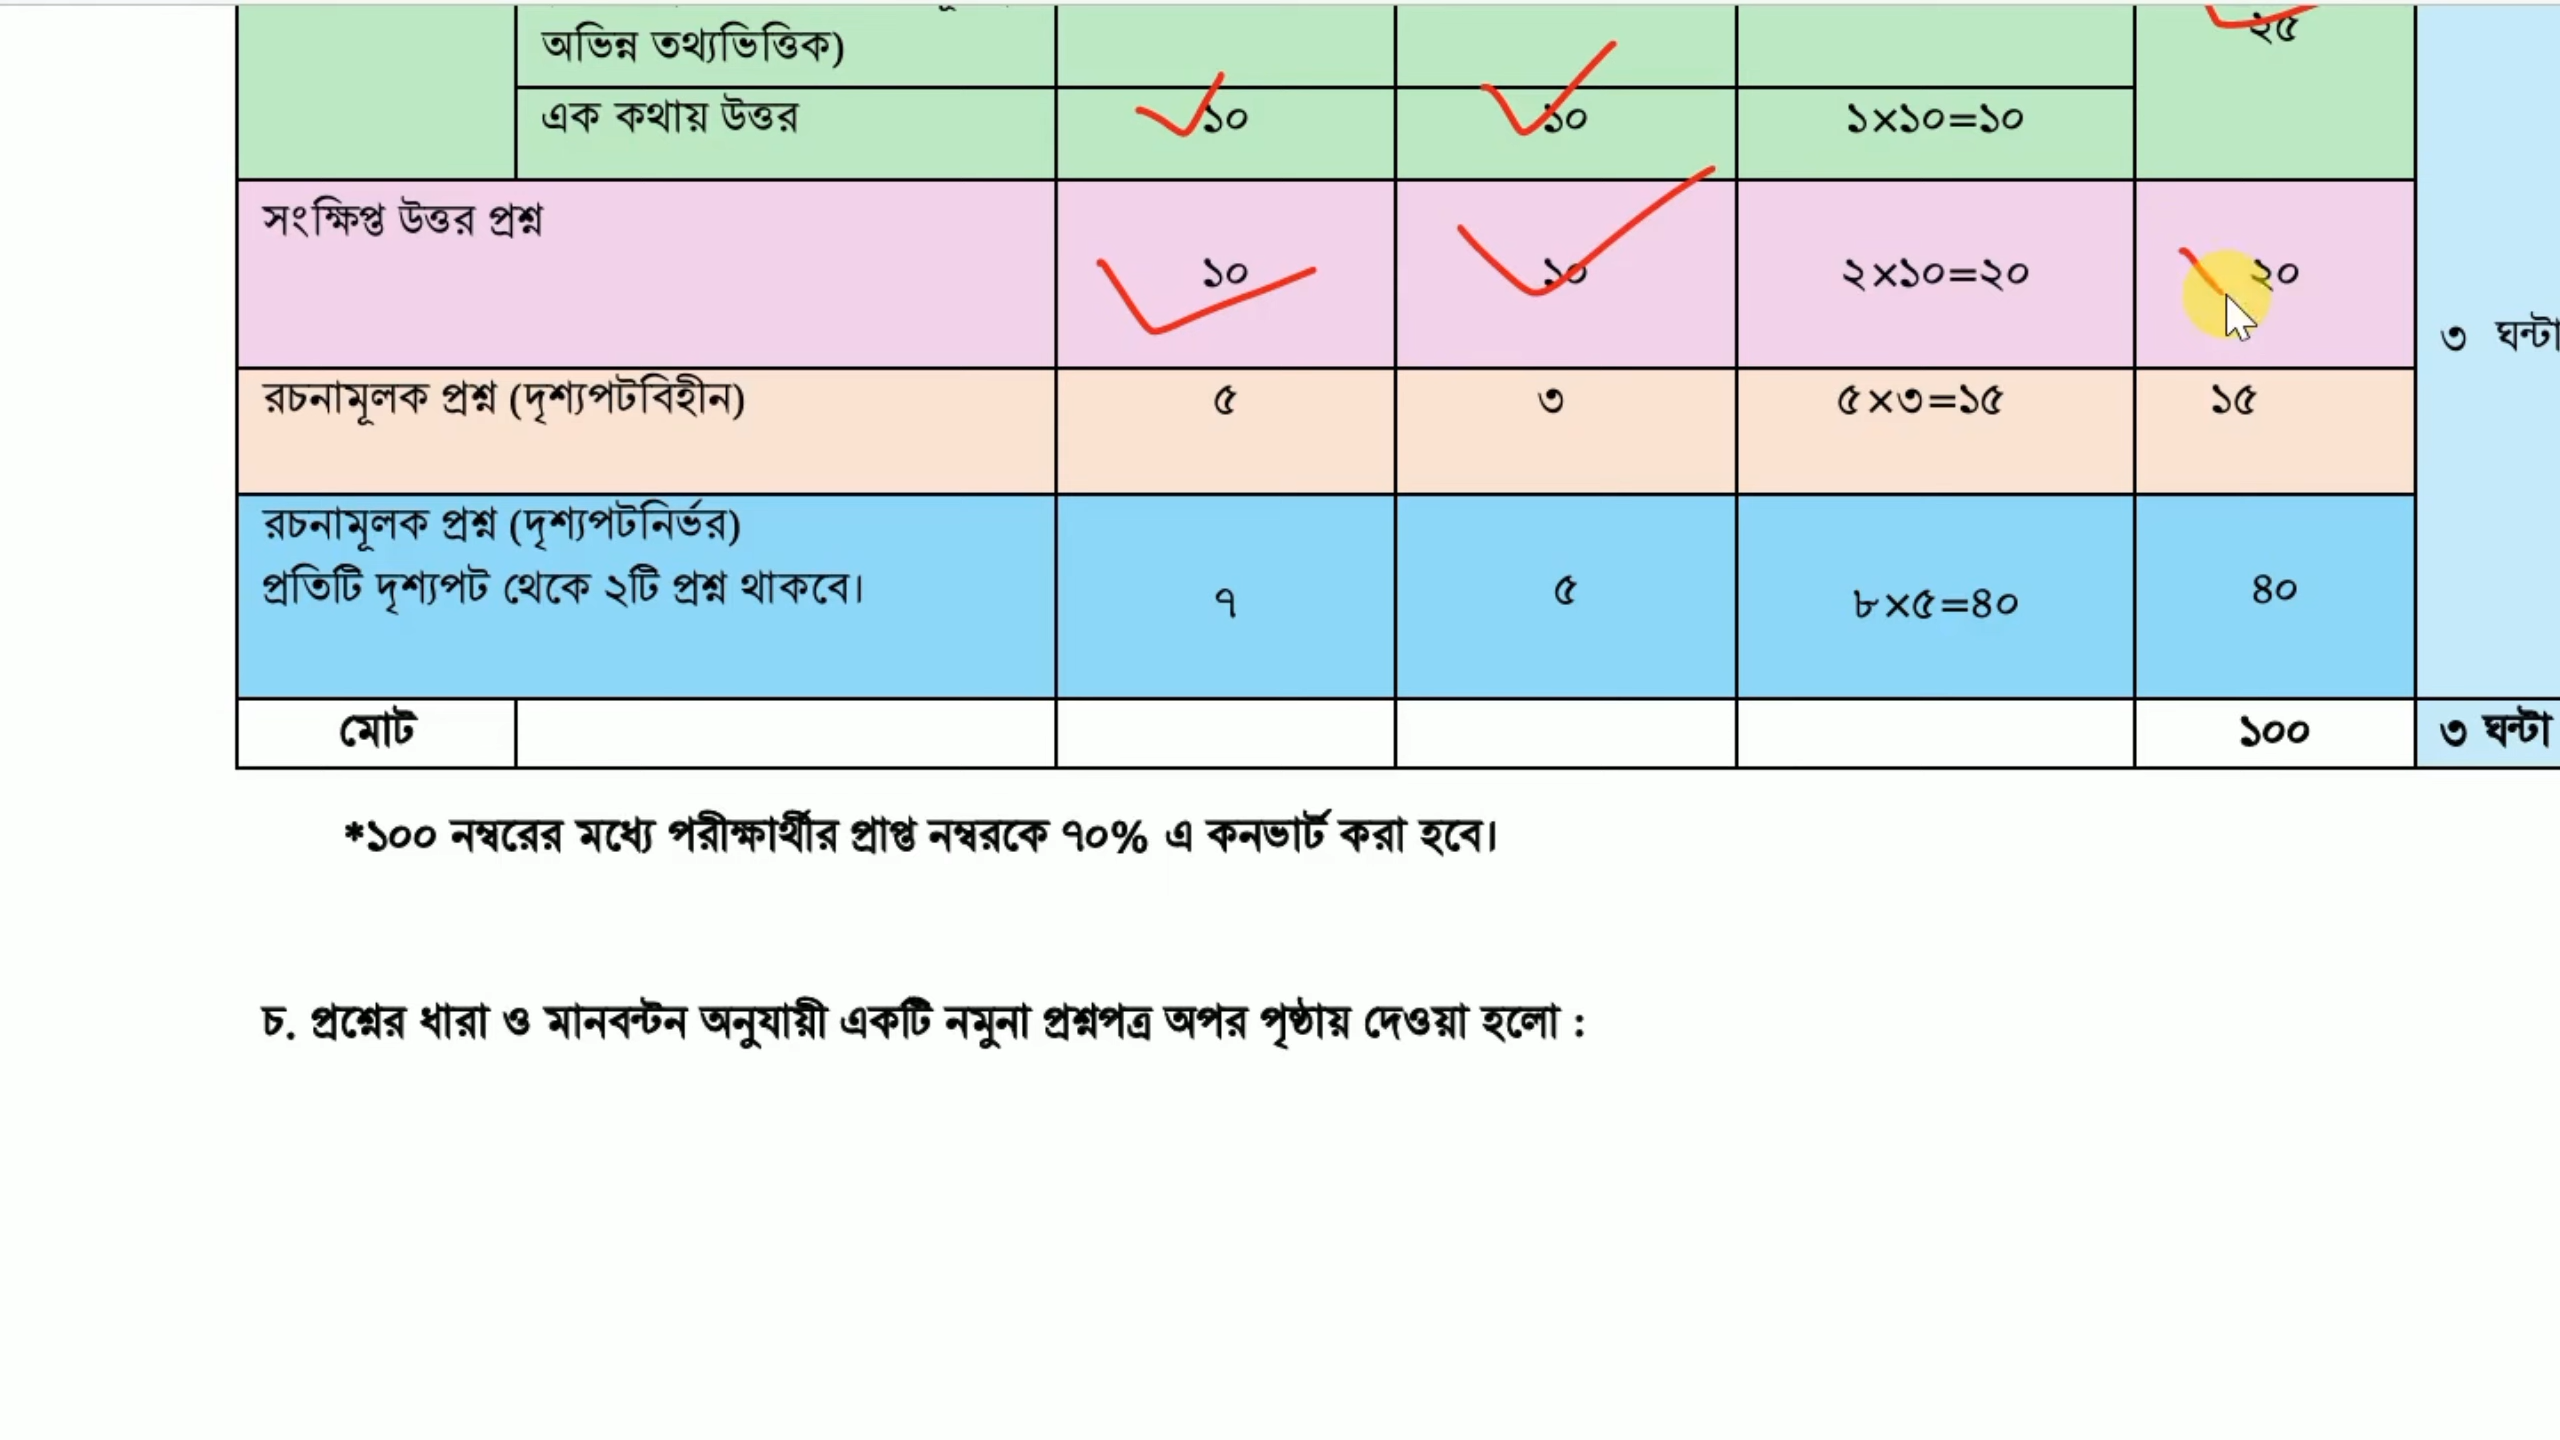 অভিন্ন তথ্যভিত্তিক)
২৫
এক কথায় উত্তর ১০ ১০ ১×১০=১০
সংক্ষিপ্ত উত্তর প্রশ্ন
১০ ১০ ২×১০=২০ ২০
৩ ঘন্টা
রচনামূলক প্রশ্ন (দৃশ্যপটবিহীন) ৫ ৩ ৫×৩=১৫ ১৫
রচনামূলক প্রশ্ন (দৃশ্যপটনির্ভর)
প্রতিটি দৃশ্যপট থেকে ২টি প্রশ্ন থাকবে। ৭ ৫ ৮×৫=৪০ ৪০
মোট ১০০ ৩ ঘন্টা
*১০০ নম্বরের মধ্যে পরীক্ষার্থীর প্রাপ্ত নম্বরকে ৭০% এ কনভার্ট করা হবে।
চ. প্রশ্নের ধারা ও মানবন্টন অনুযায়ী একটি নমুনা প্রশ্নপত্র অপর পৃষ্ঠায় দেওয়া হলো :